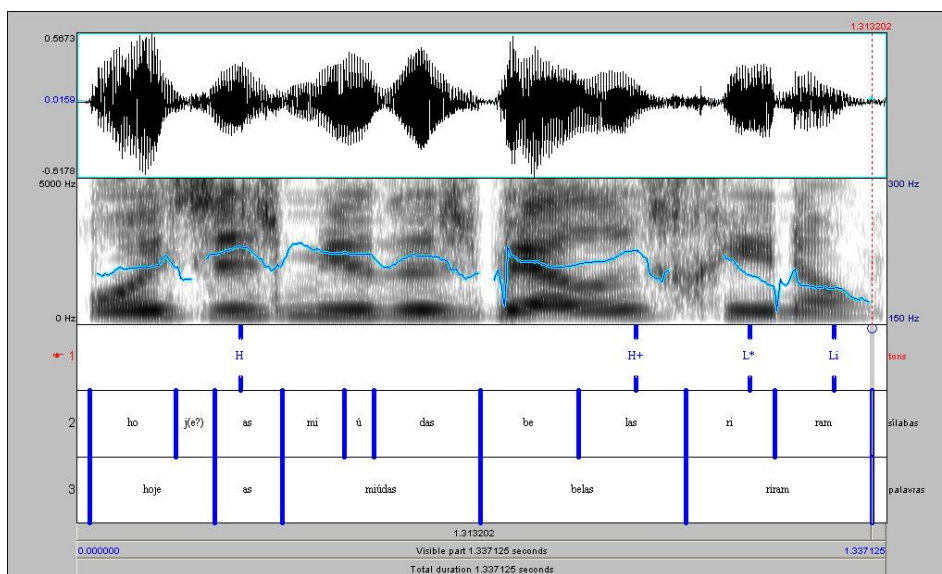 1.313202
0.5673
0.0159
-0.6178
5000 Hz 300 Hz
0 Hz 150 Hz
1 H H+ L* Li tons
2 ho j(e?) as mi ú das be las ri ram sílabas
3 hoje as miúdas belas riram palavras
1.313202
0.000000 Visible part 1.337125 seconds 1.337125
Total duration 1.337125 seconds